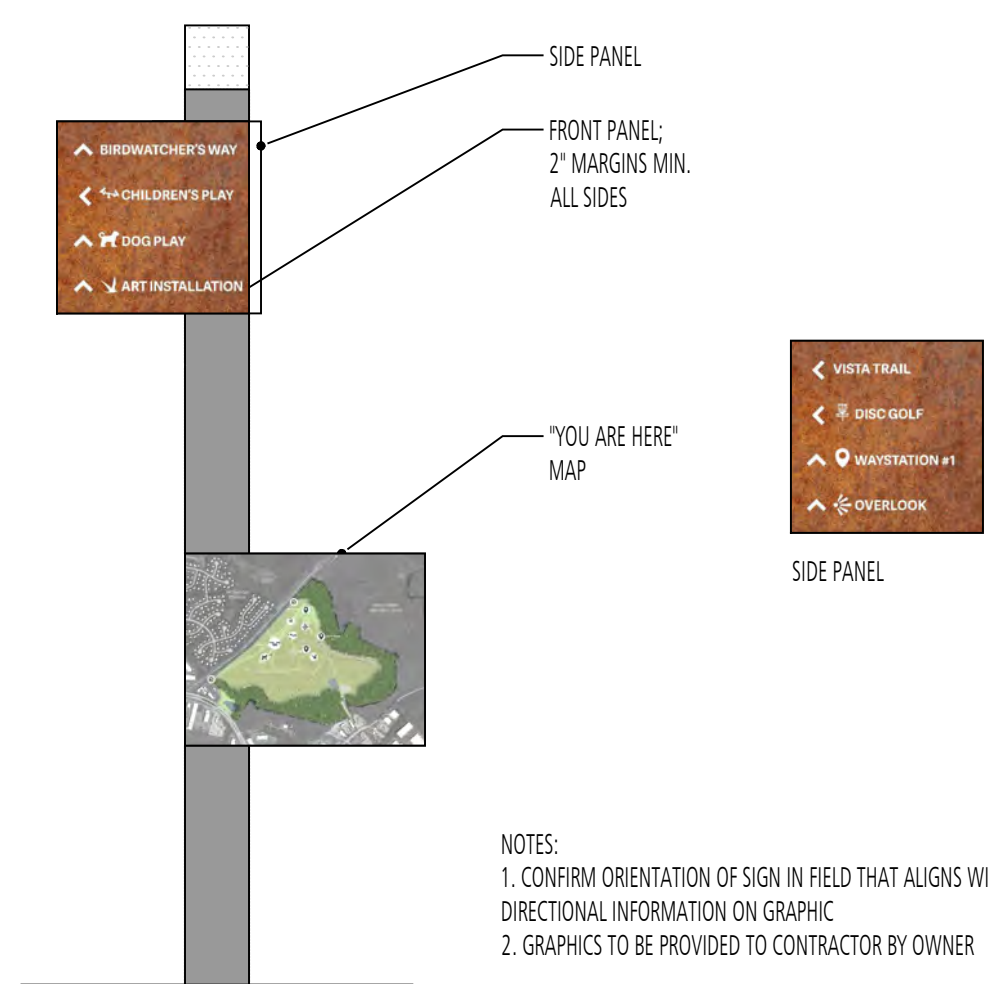 SIDE PANEL
FRONT PANEL;
2" MARGINS MIN.
ALL SIDES
BIRDWATCHER'S WAY
CHILDREN'S PLAY
DOG PLAY
ART INSTALLATION
"YOU ARE HERE"
MAP
VISTA TRAIL
DISC GOLF
WAYSTATION #1
OVERLOOK
SIDE PANEL
NOTES:
1. CONFIRM ORIENTATION OF SIGN IN FIELD THAT ALIGNS WI
DIRECTIONAL INFORMATION ON GRAPHIC
2. GRAPHICS TO BE PROVIDED TO CONTRACTOR BY OWNER